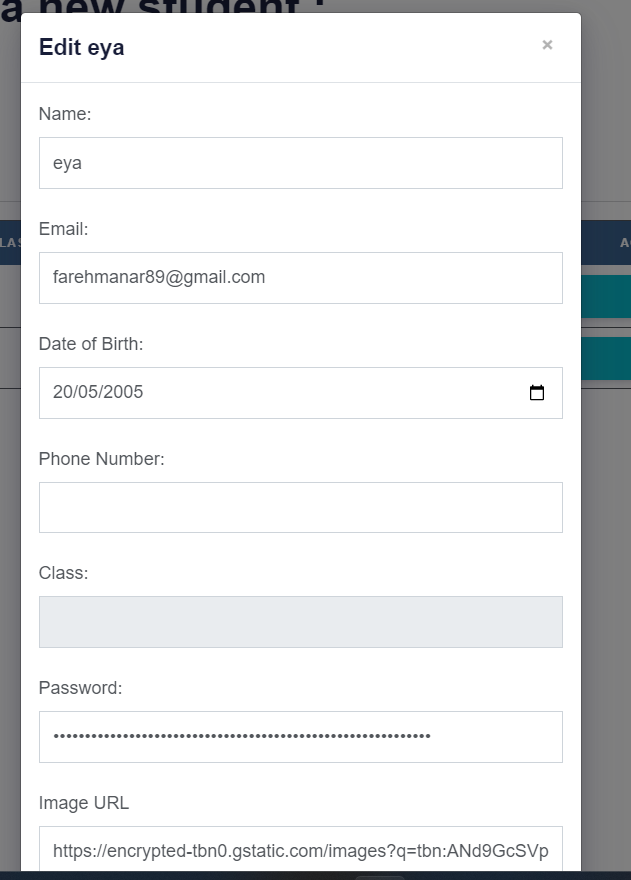 a new student :
Edit eya
×
Name:
eya
Email:
farehmanar89@gmail.com
Date of Birth:
20/05/2005
Phone Number:
Class:
Password:
••••••••••••••••••••••••••••••••••••••••••••••••••••••••••••
Image URL
https://encrypted-tbn0.gstatic.com/images?q=tbn:ANd9GcSVp